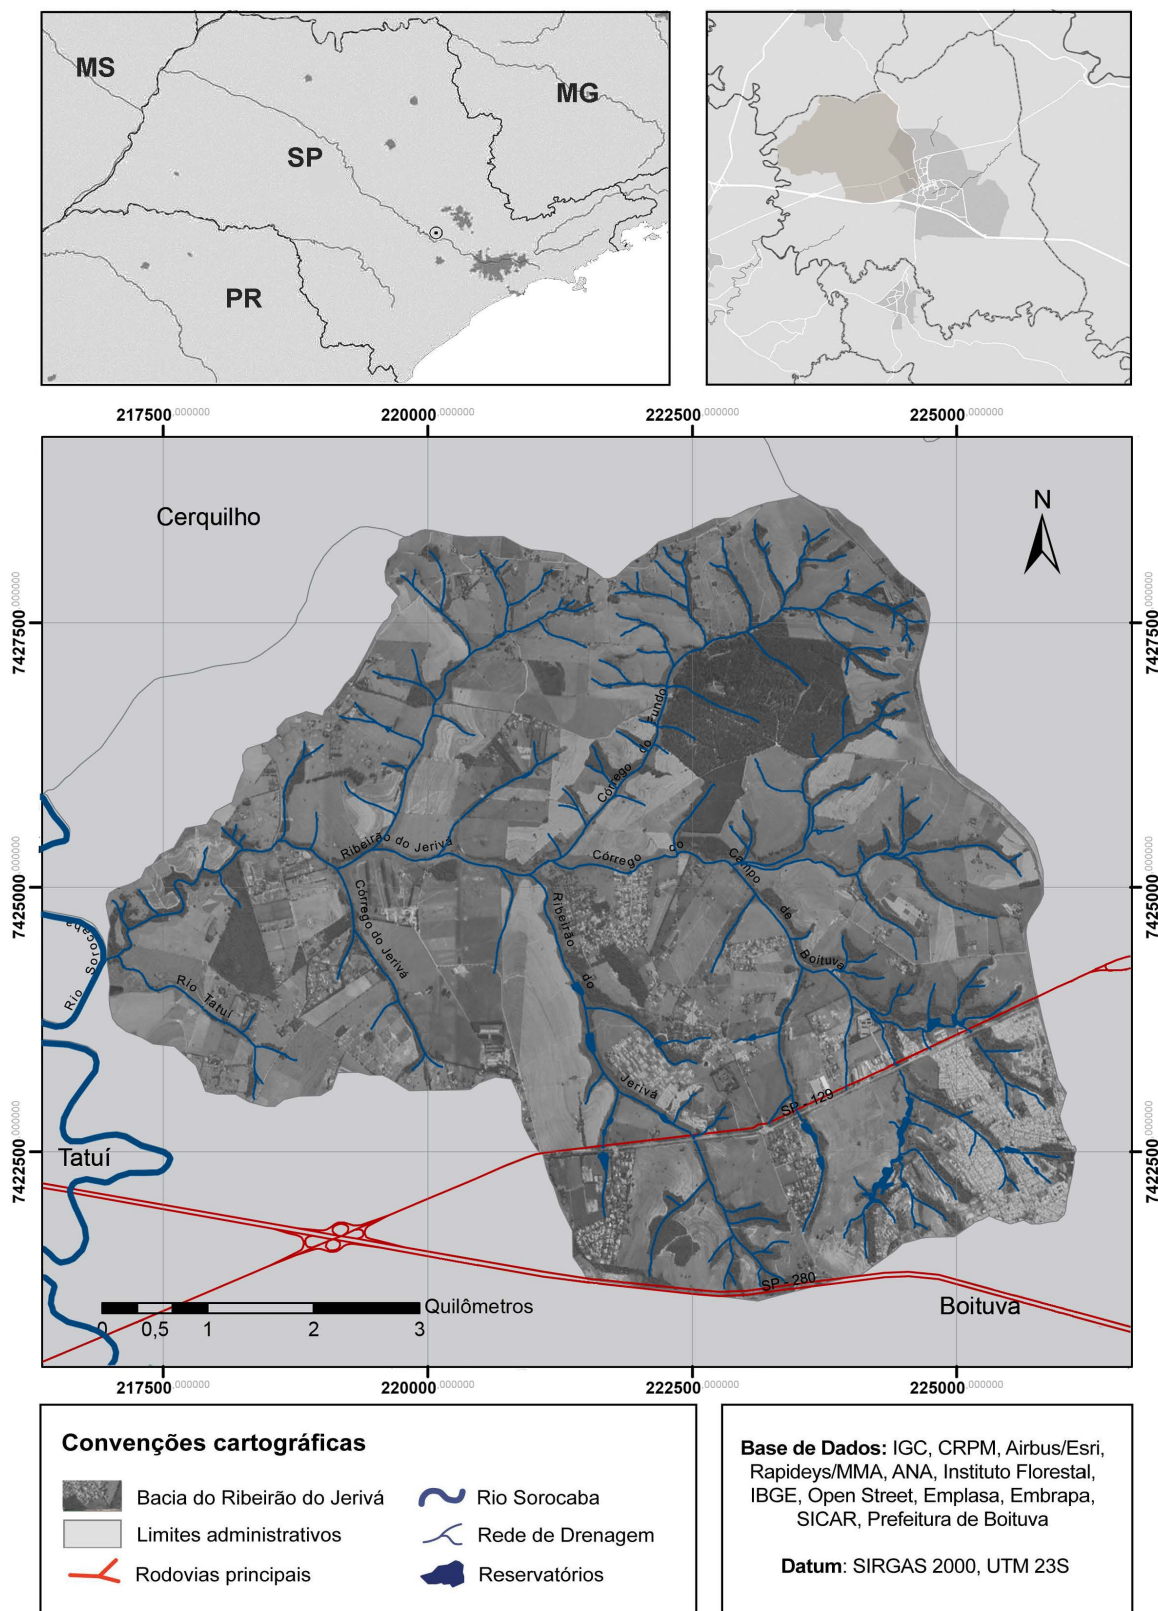 MS
MG
SP
PR
217500,000000
220000,000000
222500,000000
225000,000000
Cerquilho
N
7427500,000000
7427500,000000
Córrego do Fundo
Ribeirão do Jerivá
Córrego do Campo de Boituva
7425000,000000
7425000,000000
Córrego do Jerivá
Ribeirão do Jerivá
Rio Sorocaba
Rio Tatuí
SP - 129
Tatuí
7422500,000000
7422500,000000
SP - 280
Boituva
Quilômetros
0 0,5 1 2 3
217500,000000
220000,000000
222500,000000
225000,000000
Convenções cartográficas
Bacia do Ribeirão do Jerivá
Limites administrativos
Rodovias principais
Rio Sorocaba
Rede de Drenagem
Reservatórios
Base de Dados: IGC, CRPM, Airbus/Esri,
Rapideys/MMA, ANA, Instituto Florestal,
IBGE, Open Street, Emplasa, Embrapa,
SICAR, Prefeitura de Boituva
Datum: SIRGAS 2000, UTM 23S